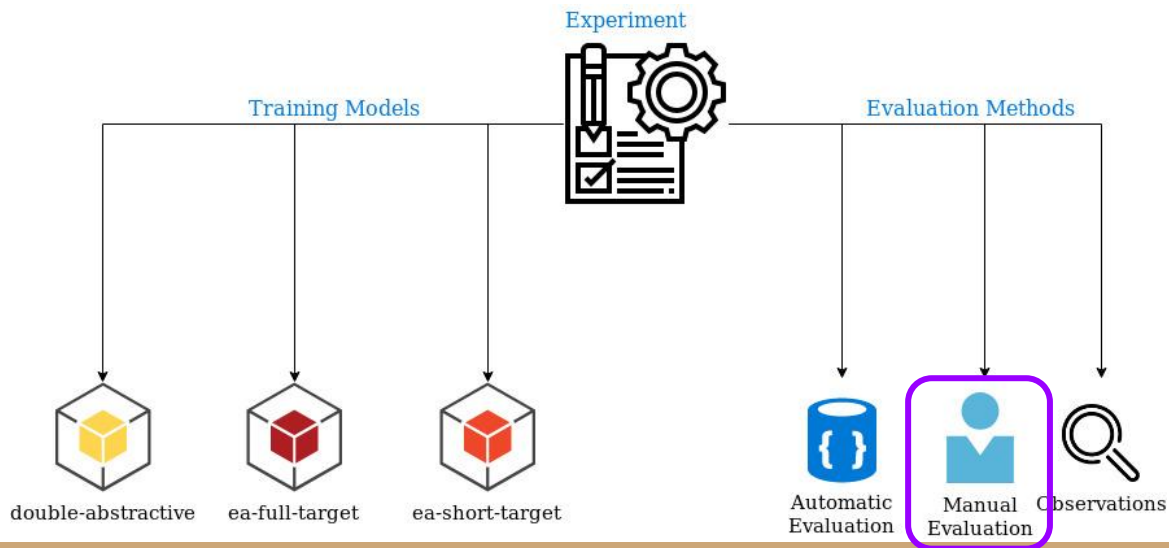 Experiment
Training Models
Evaluation Methods
{ }
double-abstractive
ea-full-target
ea-short-target
Automatic
Evaluation
Manual
Evaluation
Observations